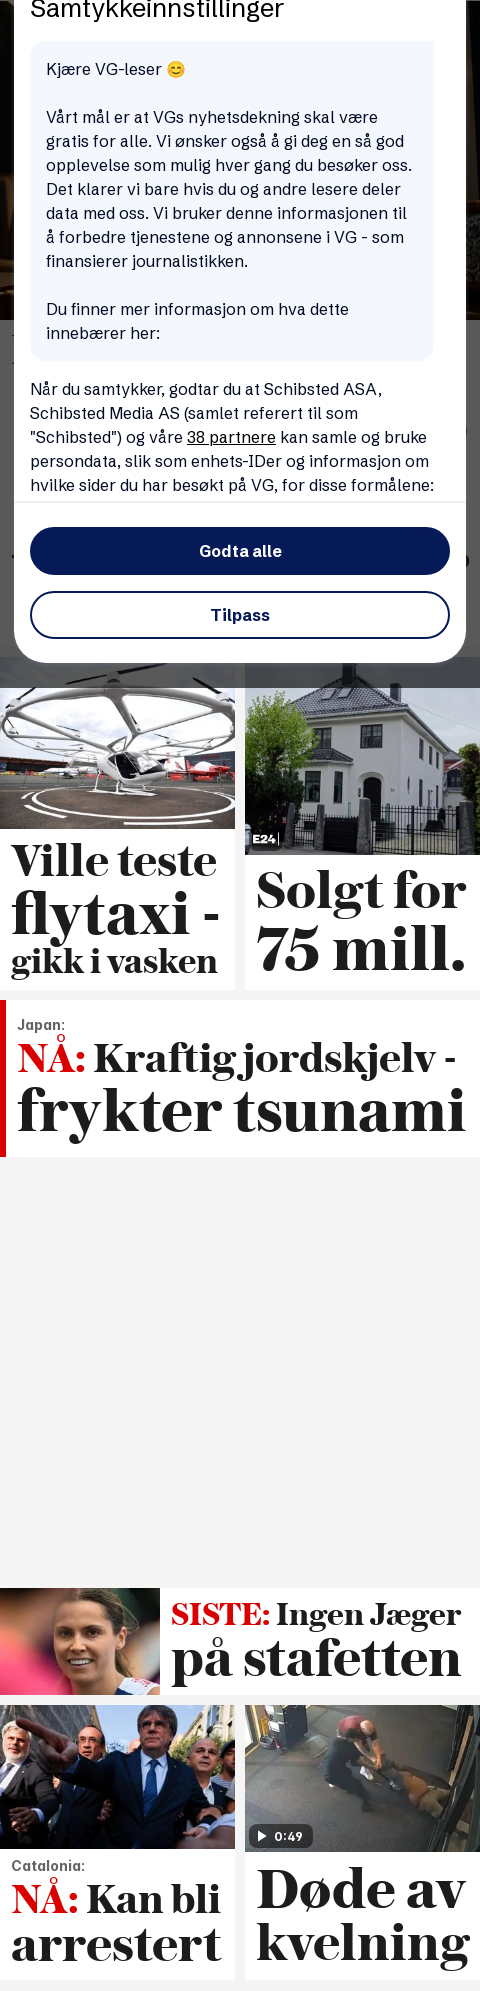 Samtykkeinnstillinger
Kjære VG-leser 😊
Vårt mål er at VGs nyhetsdekning skal være
gratis for alle. Vi ønsker også å gi deg en så god
opplevelse som mulig hver gang du besøker oss.
Det klarer vi bare hvis du og andre lesere deler
data med oss. Vi bruker denne informasjonen til
å forbedre tjenestene og annonsene i VG - som
finansierer journalistikken.
Du finner mer informasjon om hva dette
innebærer her:
Når du samtykker, godtar du at Schibsted ASA,
Schibsted Media AS (samlet referert til som
"Schibsted") og våre 38 partnere kan samle og bruke
persondata, slik som enhets-IDer og informasjon om
hvilke sider du har besøkt på VG, for disse formålene:
Godta alle
Tilpass
Ville teste
flytaxi -
gikk i vasken
E24
Solgt for
75 mill.
Japan:
NÅ: Kraftig jordskjelv -
frykter tsunami
SISTE: Ingen Jæger
på stafetten
Catalonia:
NÅ: Kan bli
arrestert
0:49
Døde av
kvelning